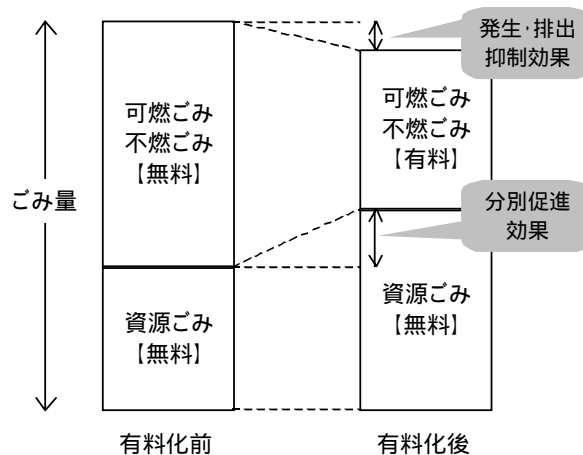 発生・排出
抑制効果
可燃ごみ
不燃ごみ
【無料】
可燃ごみ
不燃ごみ
【有料】
ごみ量
分別促進
効果
資源ごみ
【無料】
資源ごみ
【無料】
有料化前
有料化後